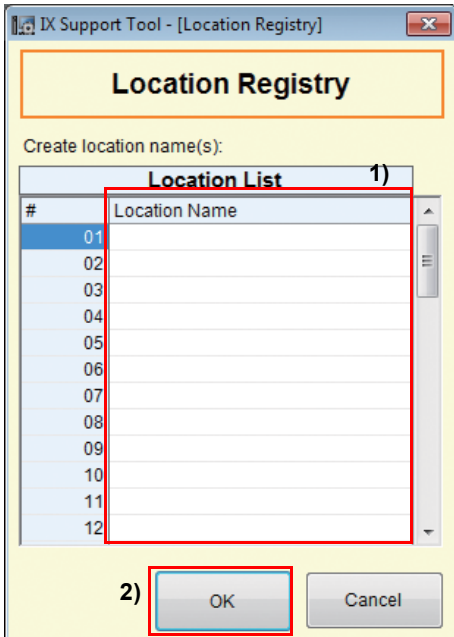 IX Support Tool - [Location Registry]
Location Registry
Create location name(s):
Location List 1)
# Location Name
01
02
03
04
05
06
07
08
09
10
11
12
2) OK Cancel